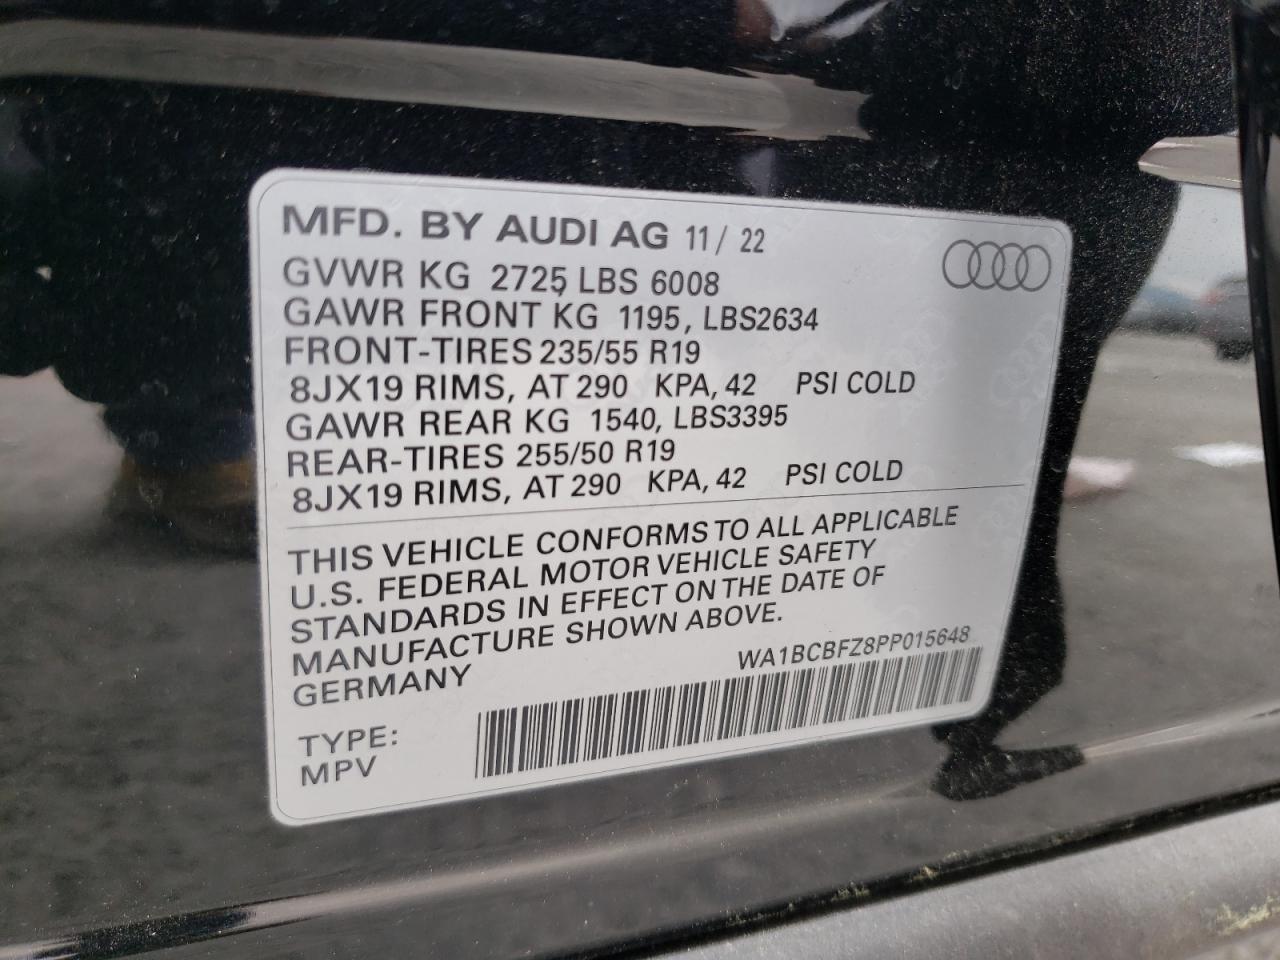 MFD. BY AUDI AG 11/ 22
GVWR KG 2725 LBS 6008
GAWR FRONT KG 1195, LBS2634
FRONT-TIRES 235/55 R19
8JX19 RIMS, AT 290 KPA, 42 PSI COLD
GAWR REAR KG 1540, LBS3395
REAR-TIRES 255/50 R19
8JX19 RIMS, AT 290 KPA, 42 PSI COLD
THIS VEHICLE CONFORMS TO ALL APPLICABLE
U.S. FEDERAL MOTOR VEHICLE SAFETY
STANDARDS IN EFFECT ON THE DATE OF
MANUFACTURE SHOWN ABOVE.
GERMANY
WA1BCBFZ8PP015648
TYPE:
MPV